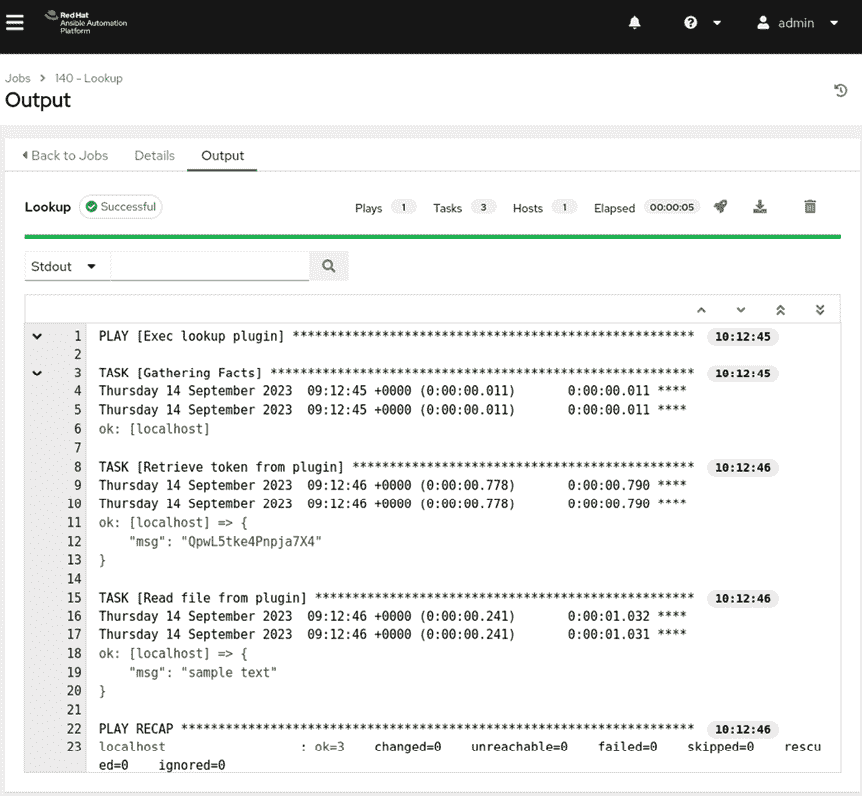 Red Hat
Ansible Automation
Platform
admin
Jobs > 140 - Lookup
Output
Back to Jobs Details Output
Lookup Successful Plays 1 Tasks 3 Hosts 1 Elapsed 00:00:05
Stdout
1 PLAY [Exec lookup plugin] ****************************************************** 10:12:45
2
3 TASK [Gathering Facts] ********************************************************* 10:12:45
4 Thursday 14 September 2023  09:12:45 +0000 (0:00:00.011)       0:00:00.011 ****
5 Thursday 14 September 2023  09:12:45 +0000 (0:00:00.011)       0:00:00.011 ****
6 ok: [localhost]
7
8 TASK [Retrieve token from plugin] ********************************************** 10:12:46
9 Thursday 14 September 2023  09:12:46 +0000 (0:00:00.778)       0:00:00.790 ****
10 Thursday 14 September 2023  09:12:46 +0000 (0:00:00.778)       0:00:00.790 ****
11 ok: [localhost] => {
12     "msg": "QpwL5tke4Pnpja7X4"
13 }
14
15 TASK [Read file from plugin] *************************************************** 10:12:46
16 Thursday 14 September 2023  09:12:46 +0000 (0:00:00.241)       0:00:01.032 ****
17 Thursday 14 September 2023  09:12:46 +0000 (0:00:00.241)       0:00:01.031 ****
18 ok: [localhost] => {
19     "msg": "sample text"
20 }
21
22 PLAY RECAP ********************************************************************* 10:12:46
23 localhost                  : ok=3    changed=0    unreachable=0    failed=0    skipped=0    rescu
ed=0    ignored=0